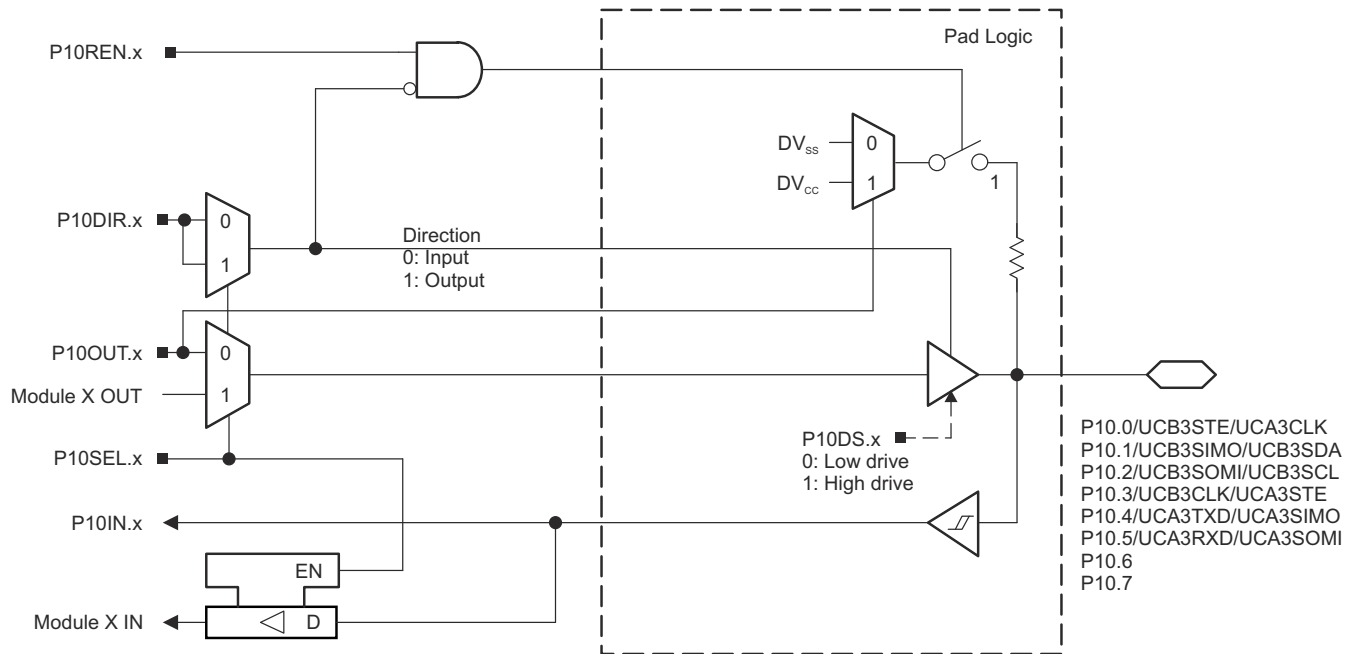 Pad Logic
P10REN.x
DVss
0
DVcc
1
1
P10DIR.x
0
1
Direction
0: Input
1: Output
P10OUT.x
0
Module X OUT
1
P10DS.x
0: Low drive
1: High drive
P10SEL.x
P10IN.x
EN
Module X IN
D
P10.0/UCB3STE/UCA3CLK
P10.1/UCB3SIMO/UCB3SDA
P10.2/UCB3SOMI/UCB3SCL
P10.3/UCB3CLK/UCA3STE
P10.4/UCA3TXD/UCA3SIMO
P10.5/UCA3RXD/UCA3SOMI
P10.6
P10.7